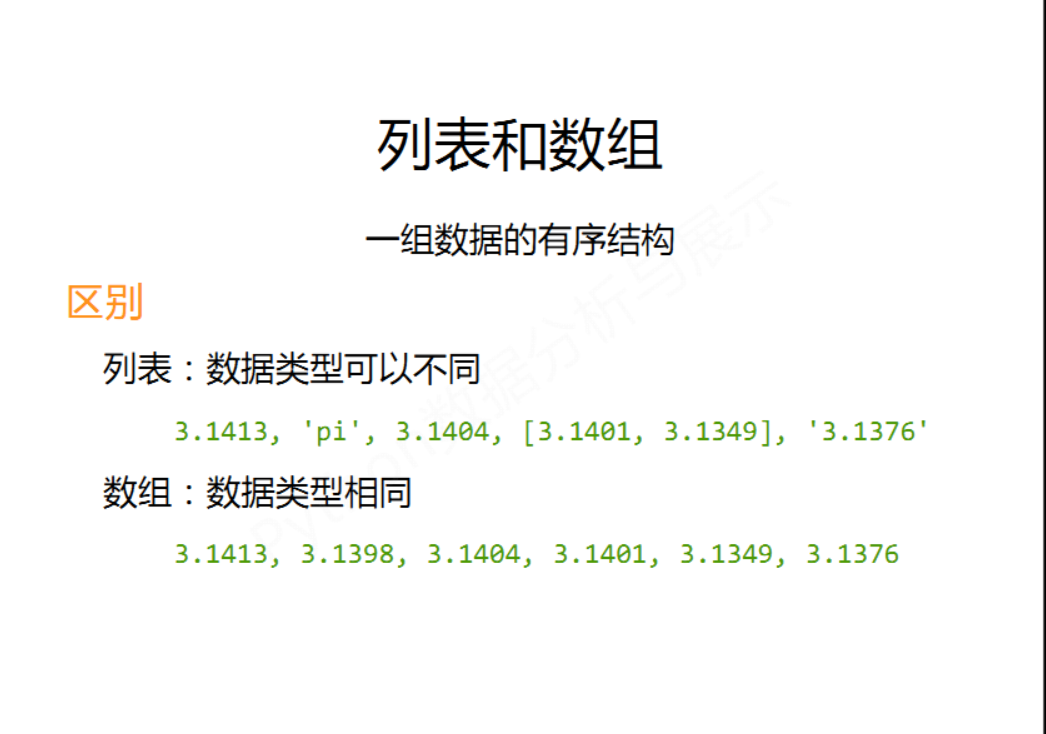 列表和数组
一组数据的有序结构
区别
列表：数据类型可以不同
3.1413, 'pi', 3.1404, [3.1401, 3.1349], '3.1376'
数组：数据类型相同
3.1413, 3.1398, 3.1404, 3.1401, 3.1349, 3.1376
Python数据分析与展示